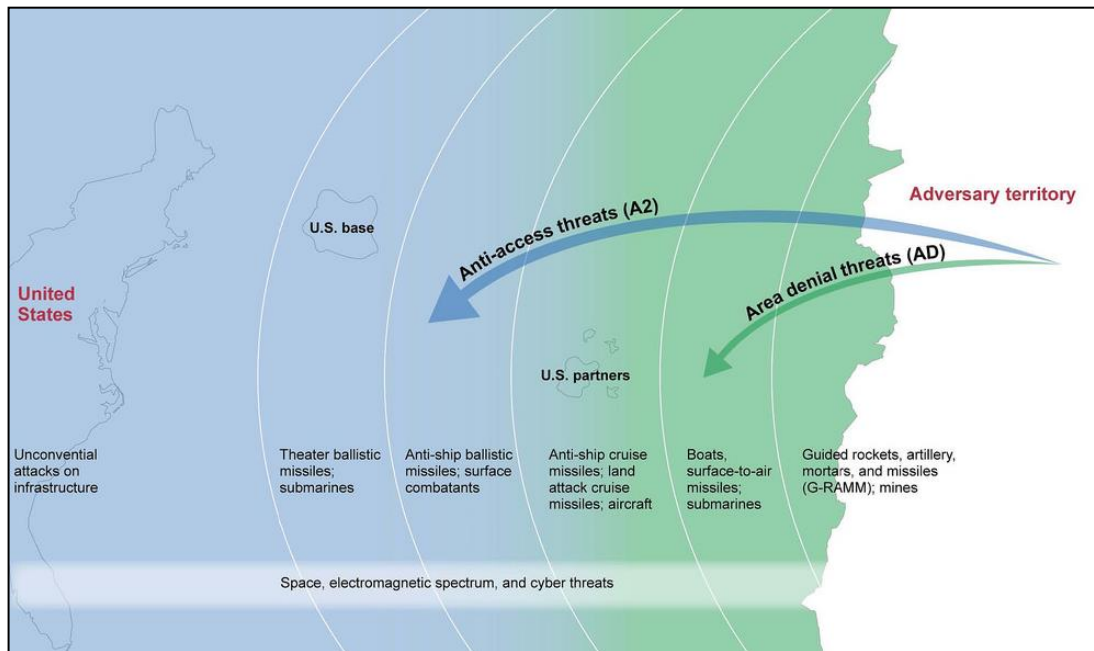 Adversary territory
Anti-access threats (A2)
U.S. base
Area denial threats (AD)
United
States
U.S. partners
Unconvential
attacks on
infrastructure
Theater ballistic
missiles;
submarines
Anti-ship ballistic
missiles; surface
combatants
Anti-ship cruise
missiles; land
attack cruise
missiles; aircraft
Boats,
surface-to-air
missiles;
submarines
Guided rockets, artillery,
mortars, and missiles
(G-RAMM); mines
Space, electromagnetic spectrum, and cyber threats